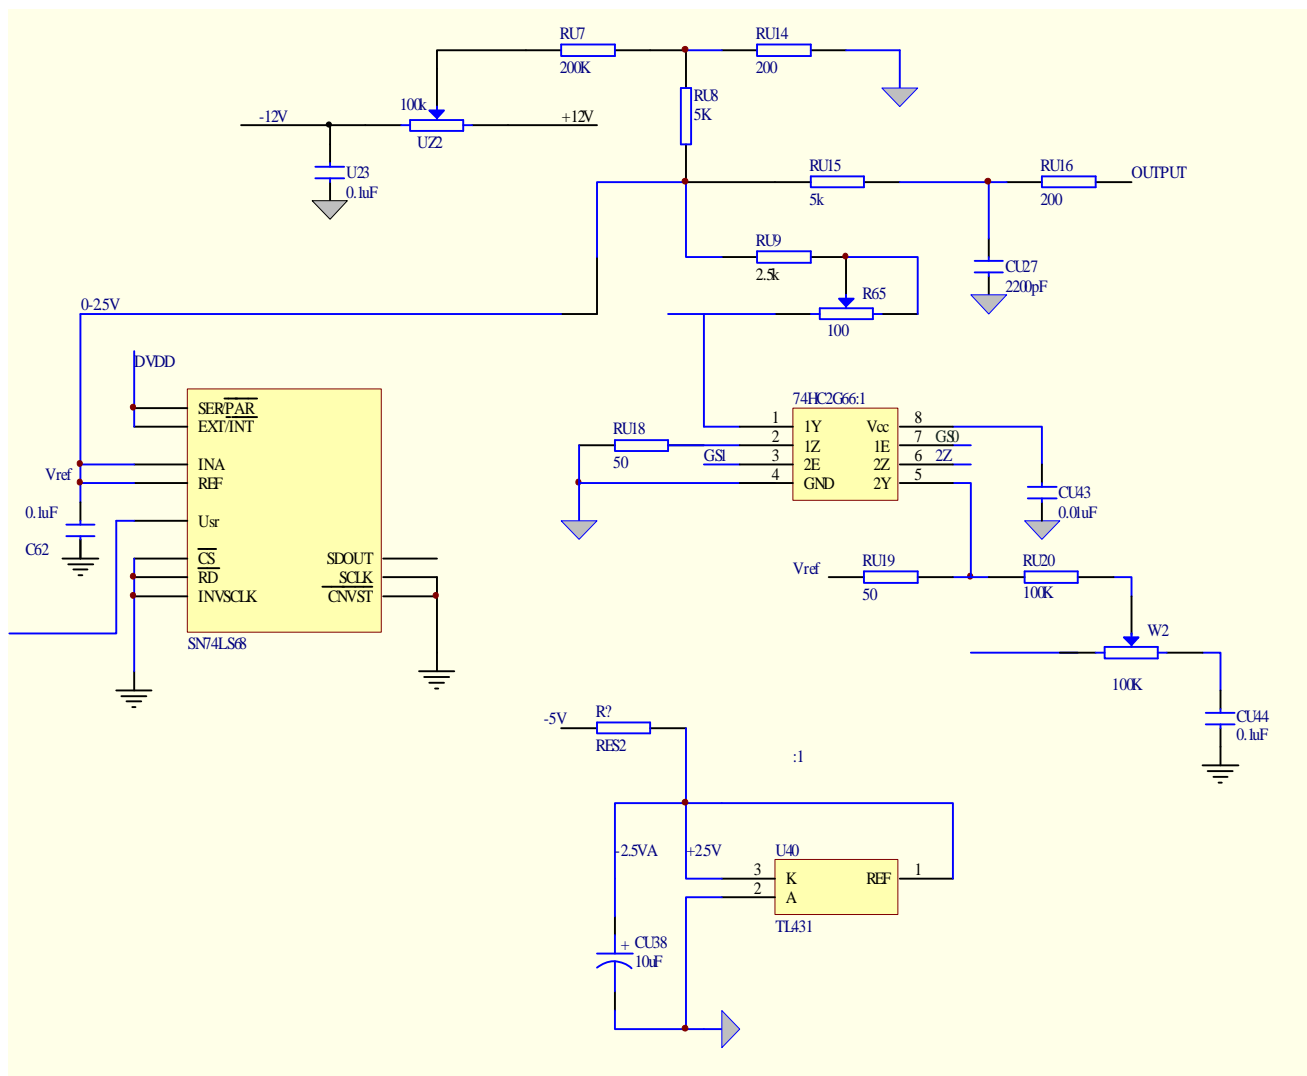 RU7
200K
RU14
200
100k
-12V
+12V
UZ2
RU8
5K
U23
0.1uF
RU15
5k
RU16
200
OUTPUT
RU9
2.5k
CU27
2200pF
R65
100
0-2.5V
DVDD
SER/PAR
EXT/INT
INA
REF
Usr
CS
RD
INVSCLK
SDOUT
SCLK
CNVST
SN74LS68
Vref
0.1uF
C62
74HC2G66:1
1 1Y Vcc 8
2 1Z 1E 7
3 2E 2Z 6
4 GND 2Y 5
GS0
2Z
GS1
RU18
50
CU43
0.01uF
Vref
RU19
50
RU20
100K
W2
100K
CU44
0.1uF
-5V
R?
RES2
:1
-2.5VA
+2.5V
U40
3 K REF 1
2 A
TL431
+
CU38
10uF